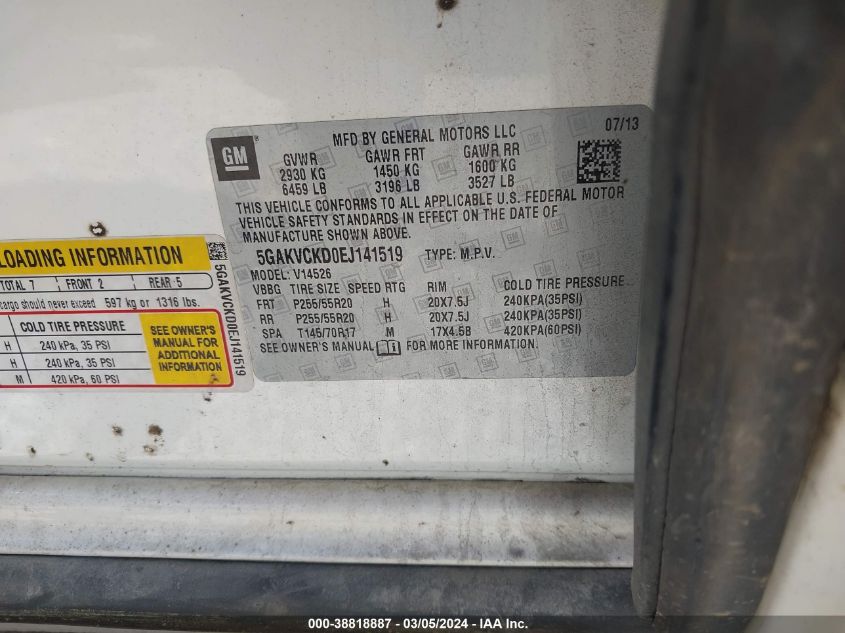 GM
MFD BY GENERAL MOTORS LLC 07/13
GVWR GAWR FRT GAWR RR
2930 KG 1450 KG 1600 KG
6459 LB 3196 LB 3527 LB
THIS VEHICLE CONFORMS TO ALL APPLICABLE U.S. FEDERAL MOTOR
VEHICLE SAFETY STANDARDS IN EFFECT ON THE DATE OF
MANUFACTURE SHOWN ABOVE.
5GAKVCKD0EJ141519 TYPE: M.P.V.
MODEL: V14526
VBBG TIRE SIZE SPEED RTG RIM COLD TIRE PRESSURE
FRT P255/55R20 H 20X7.5J 240KPA(35PSI)
RR P255/55R20 H 20X7.5J 240KPA(35PSI)
SPA T145/70R17 M 17X4.5B 420KPA(60PSI)
SEE OWNER'S MANUAL FOR MORE INFORMATION.
LOADING INFORMATION
TOTAL 7 FRONT 2 REAR 5
cargo should never exceed 597 kg or 1316 lbs.
COLD TIRE PRESSURE
H 240 kPa, 35 PSI
H 240 kPa, 35 PSI
M 420 kPa, 60 PSI
SEE OWNER'S
MANUAL FOR
ADDITIONAL
INFORMATION
5GAKVCKD0EJ141519
000-38818887 - 03/05/2024 - IAA Inc.